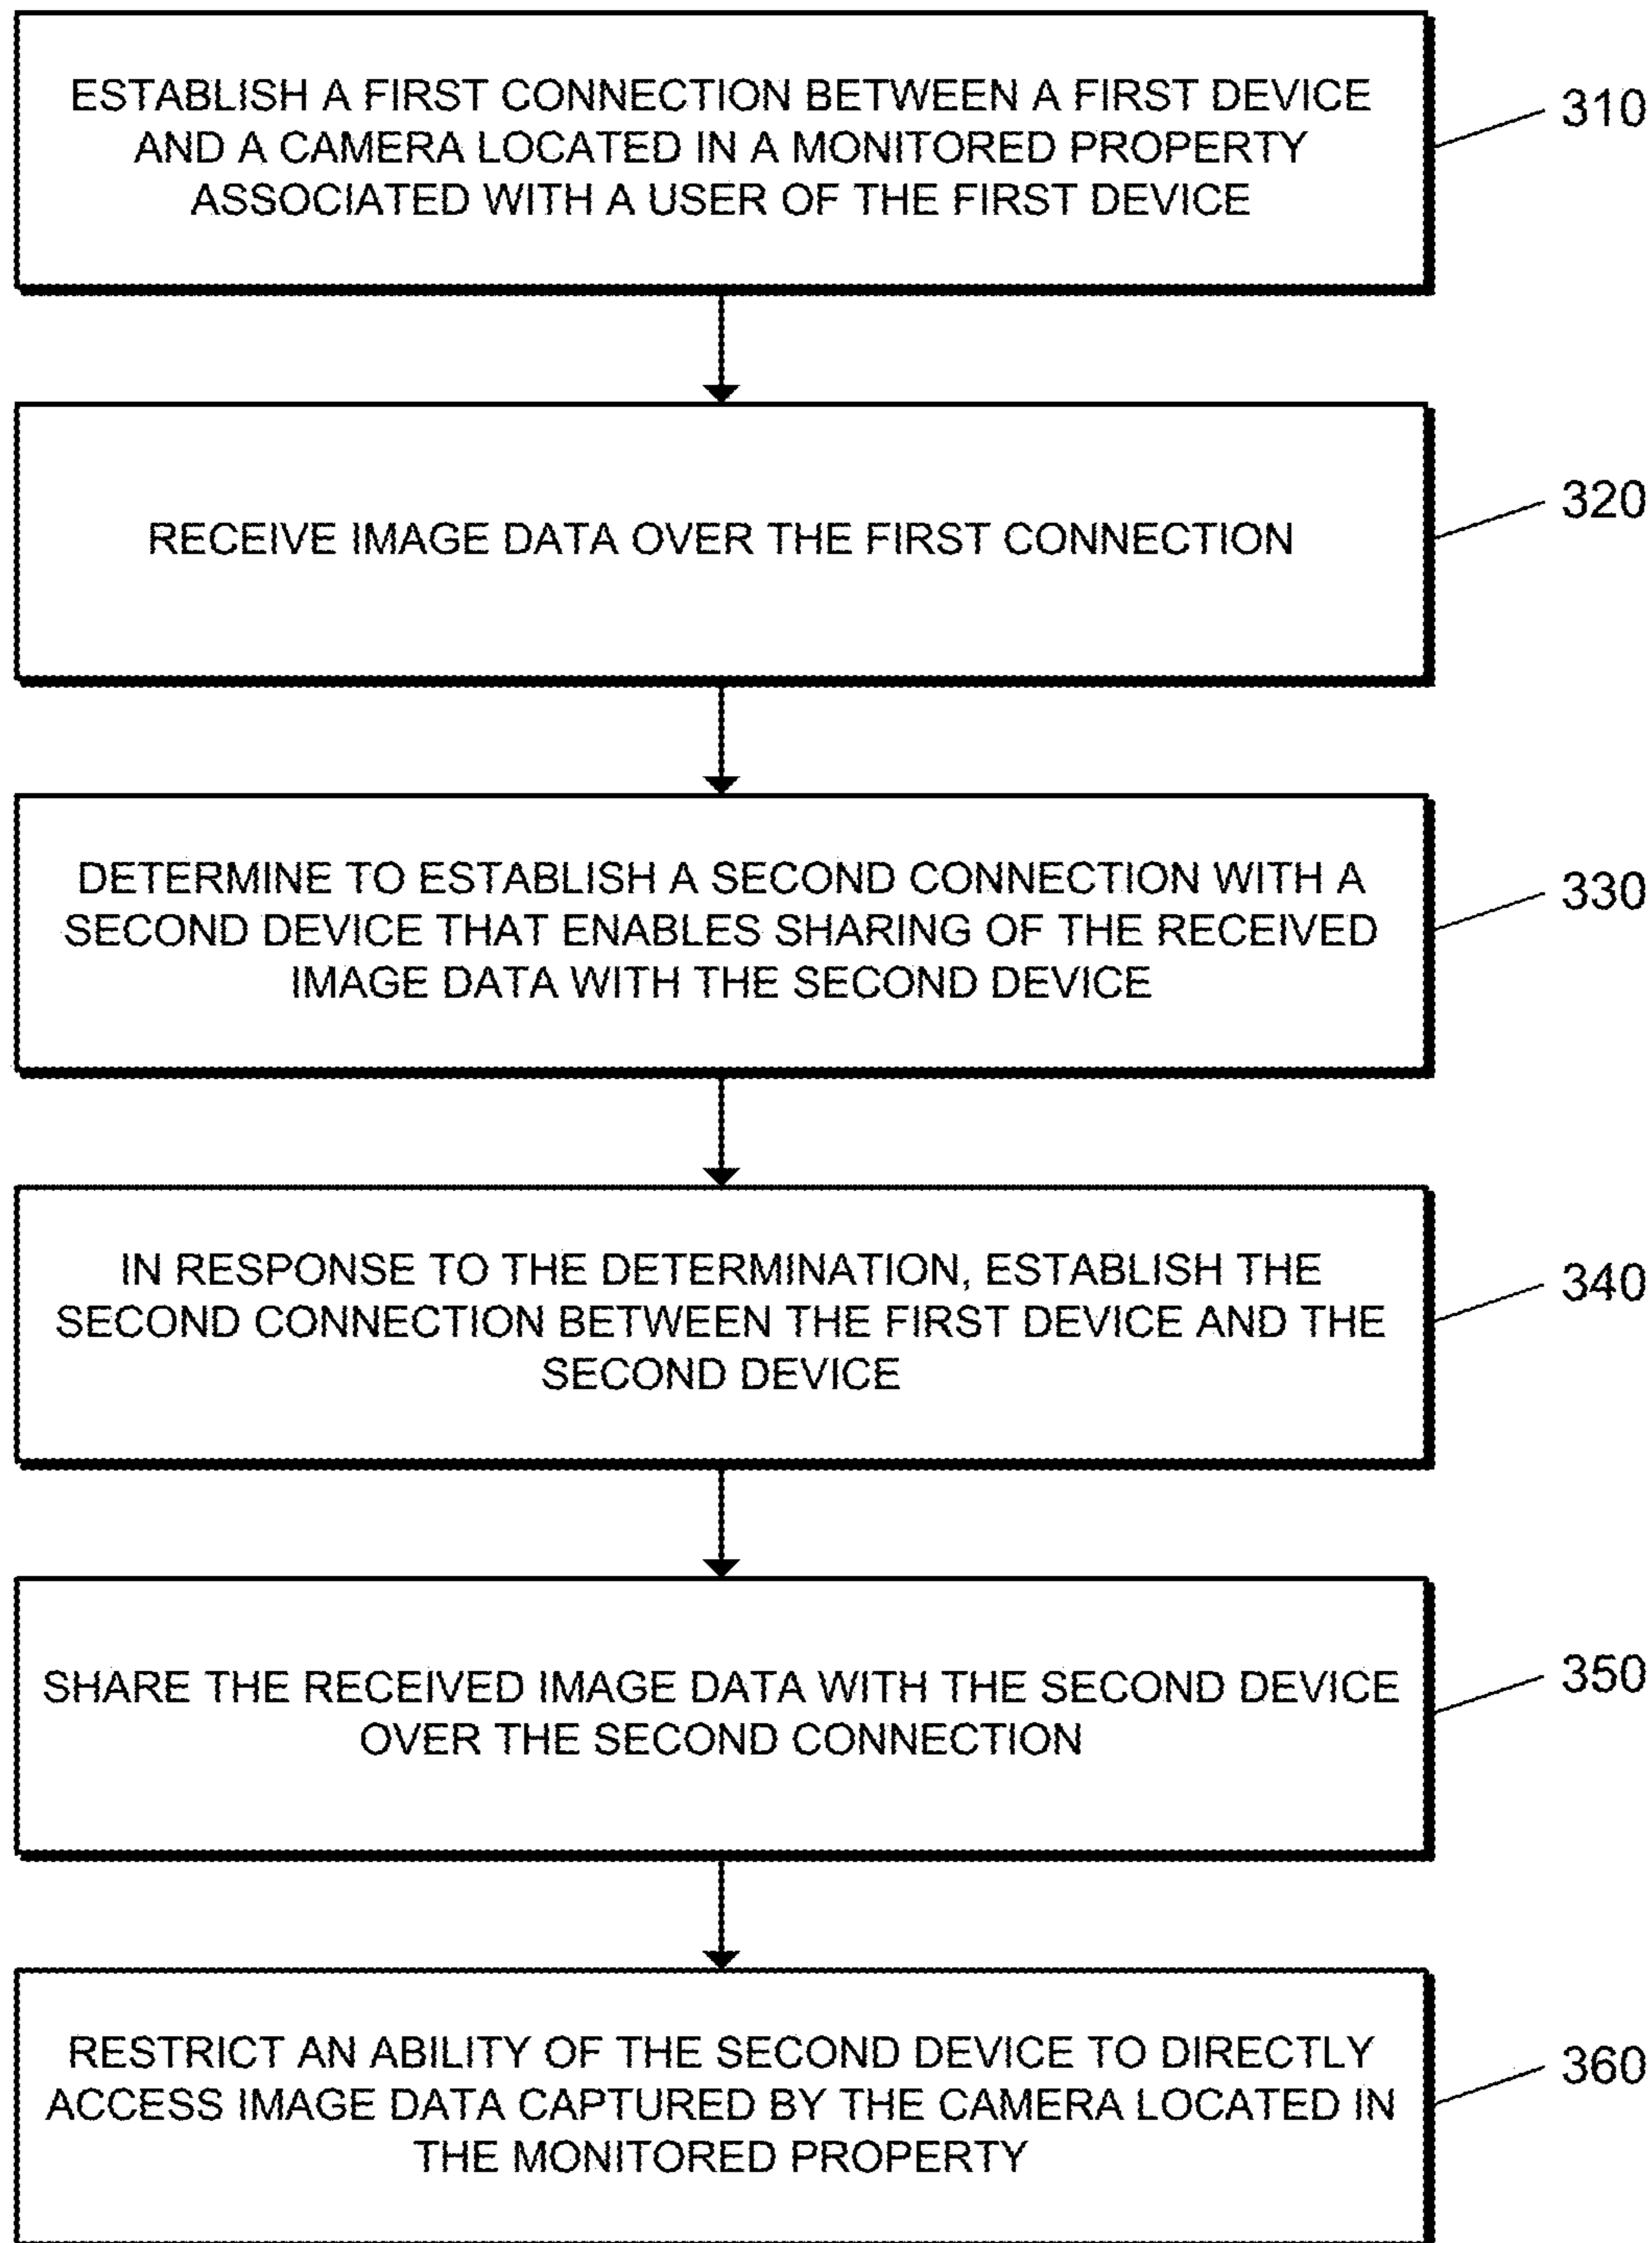 ESTABLISH A FIRST CONNECTION BETWEEN A FIRST DEVICE
AND A CAMERA LOCATED IN A MONITORED PROPERTY
ASSOCIATED WITH A USER OF THE FIRST DEVICE
310
RECEIVE IMAGE DATA OVER THE FIRST CONNECTION
320
DETERMINE TO ESTABLISH A SECOND CONNECTION WITH A
SECOND DEVICE THAT ENABLES SHARING OF THE RECEIVED
IMAGE DATA WITH THE SECOND DEVICE
330
IN RESPONSE TO THE DETERMINATION, ESTABLISH THE
SECOND CONNECTION BETWEEN THE FIRST DEVICE AND THE
SECOND DEVICE
340
SHARE THE RECEIVED IMAGE DATA WITH THE SECOND DEVICE
OVER THE SECOND CONNECTION
350
RESTRICT AN ABILITY OF THE SECOND DEVICE TO DIRECTLY
ACCESS IMAGE DATA CAPTURED BY THE CAMERA LOCATED IN
THE MONITORED PROPERTY
360